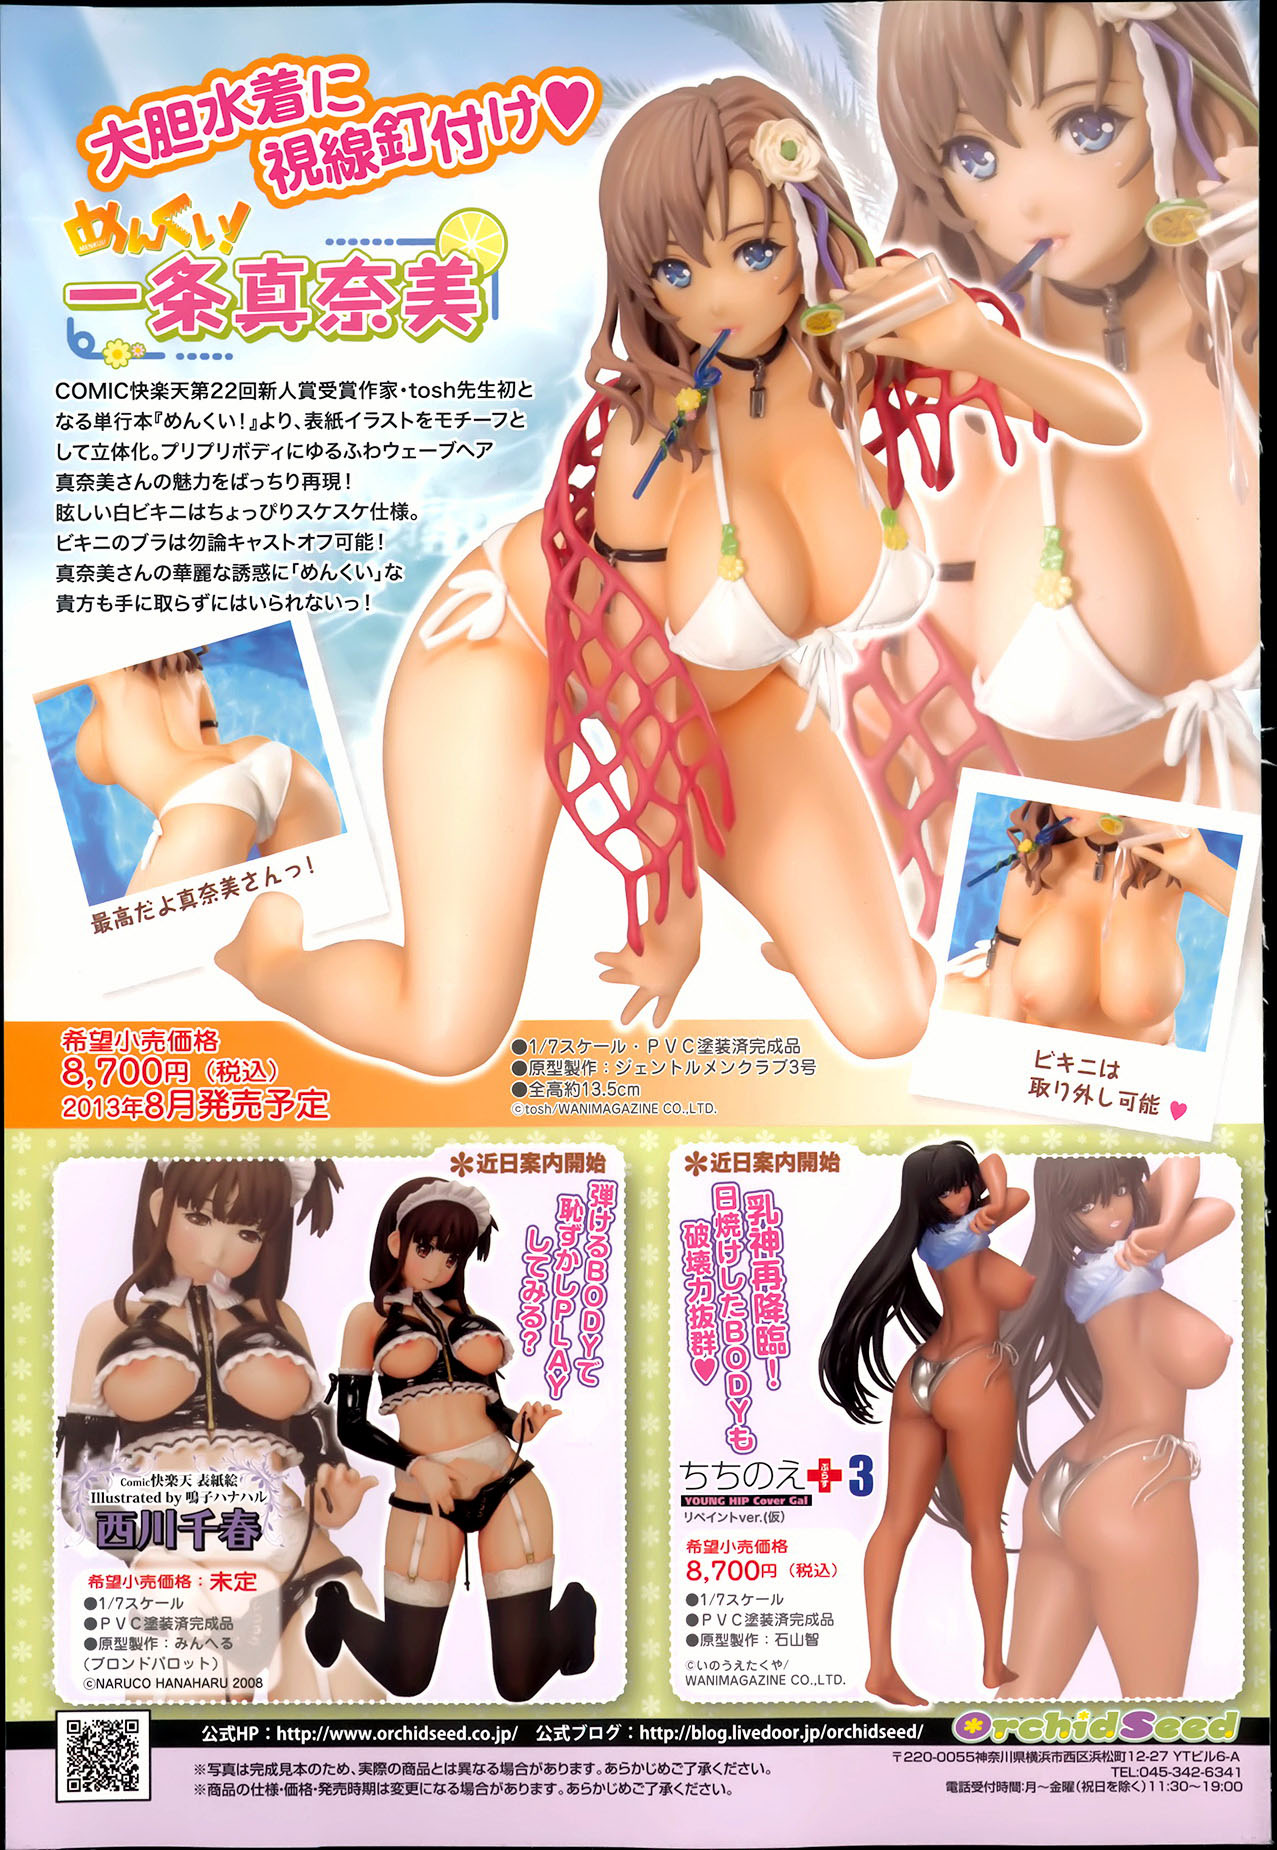 大胆水着に
視線釘付け♥
めんくい!
MENKUI!
一条真奈美
COMIC快楽天第22回新人賞受賞作家・tosh先生初と
なる単行本『めんくい!』より、表紙イラストをモチーフと
して立体化。プリプリボディにゆるふわウェーブヘア
真奈美さんの魅力をばっちり再現!
眩しい白ビキニはちょっぴりスケスケ仕様。
ビキニのブラは勿論キャストオフ可能!
真奈美さんの華麗な誘惑に「めんくい」な
貴方も手に取らずにはいられないっ!
最高だよ真奈美さんっ!
ビキニは
取り外し可能♥
希望小売価格
8,700円(税込)
2013年8月発売予定
●1/7スケール・PVC塗装済完成品
●原型製作:ジェントルメンクラブ3号
●全高約13.5cm
©tosh/WANIMAGAZINE CO.,LTD.
＊近日案内開始
弾けるBODYで
恥ずかしPLAY
してみる?
Comic快楽天 表紙絵
Illustrated by 鳴子ハナハル
西川千春
希望小売価格:未定
●1/7スケール
●PVC塗装済完成品
●原型製作:みんへる
(ブロンドパロット)
©NARUCO HANAHARU 2008
＊近日案内開始
乳神再降臨!
日焼けしたBODYも
破壊力抜群♥
ちちのえ+3
ぷらす
YOUNG HIP Cover Gal
リペイントver.(仮)
希望小売価格
8,700円(税込)
●1/7スケール
●PVC塗装済完成品
●原型製作:石山智
©いのうえたくや/
WANIMAGAZINE CO.,LTD.
公式HP:http://www.orchidseed.co.jp/ 公式ブログ:http://blog.livedoor.jp/orchidseed/
OrchidSeed
※写真は完成見本のため、実際の商品とは異なる場合があります。あらかじめご了承ください。
※商品の仕様・価格・発売時期は変更になる場合があります。あらかじめご了承ください。
〒220-0055神奈川県横浜市西区浜松町12-27 YTビル6-A
TEL:045-342-6341
電話受付時間:月〜金曜(祝日を除く)11:30〜19:00